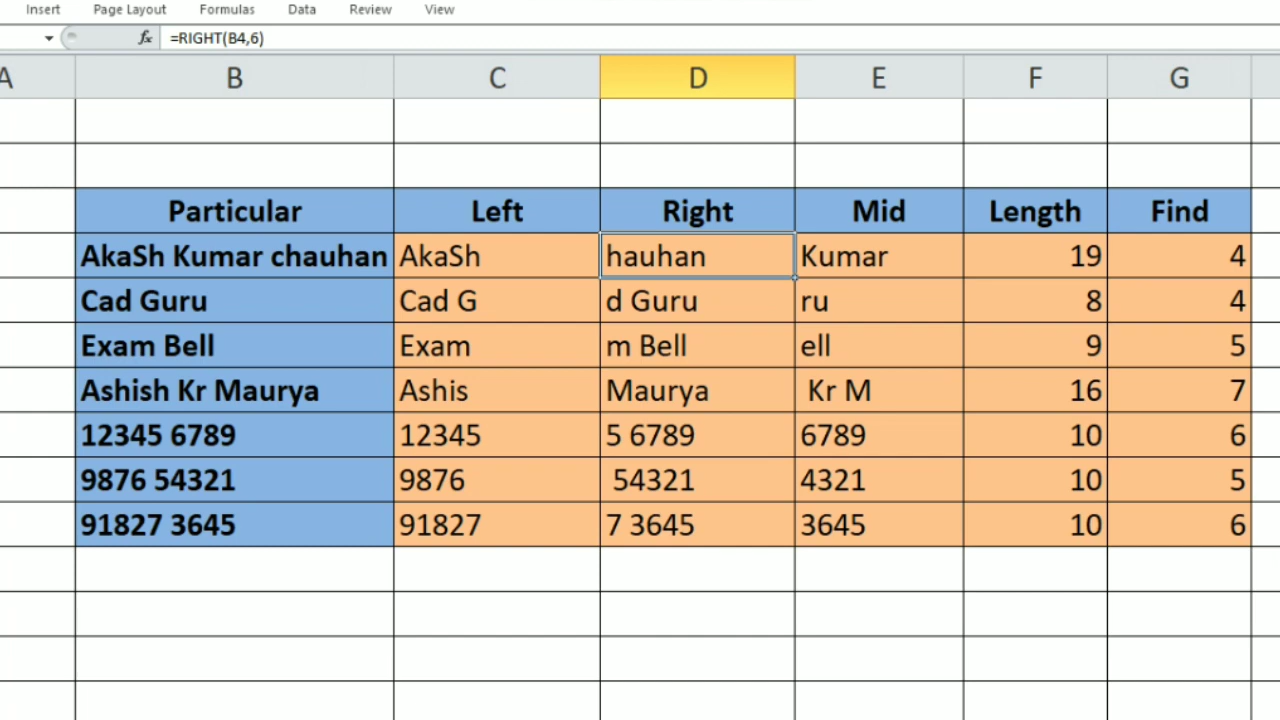 Insert Page Layout Formulas Data Review View
fx =RIGHT(B4,6)
A B C D E F G
Particular Left Right Mid Length Find
AkaSh Kumar chauhan AkaSh hauhan Kumar 19 4
Cad Guru Cad G d Guru ru 8 4
Exam Bell Exam m Bell ell 9 5
Ashish Kr Maurya Ashis Maurya Kr M 16 7
12345 6789 12345 5 6789 6789 10 6
9876 54321 9876 54321 4321 10 5
91827 3645 91827 7 3645 3645 10 6